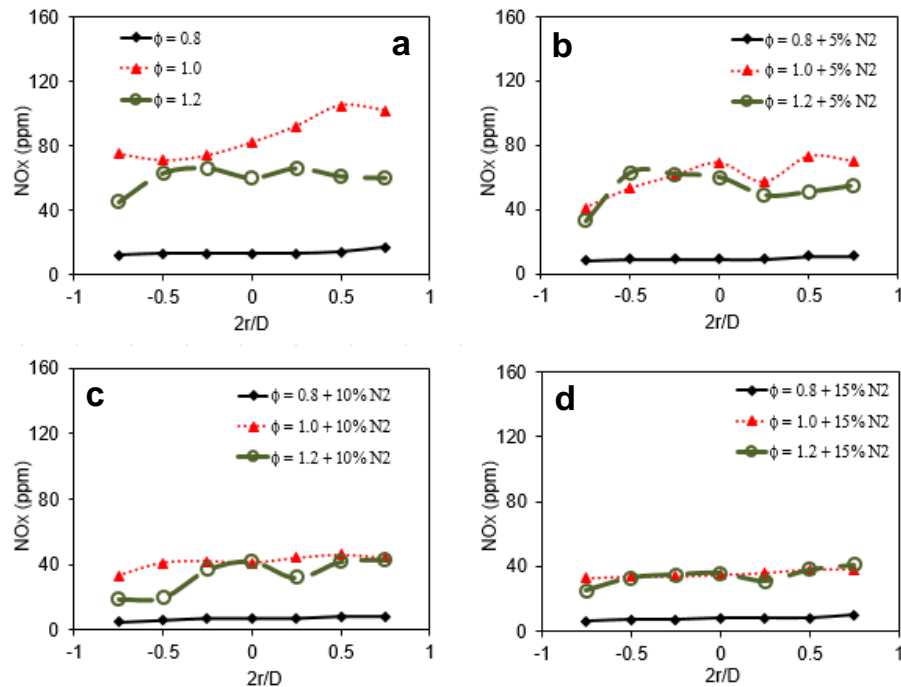 a
160
120
80
40
0
NOx (ppm)
ϕ = 0.8
ϕ = 1.0
ϕ = 1.2
-1 -0.5 0 0.5 1
2r/D
b
160
120
80
40
0
NOx (ppm)
ϕ = 0.8 + 5% N2
ϕ = 1.0 + 5% N2
ϕ = 1.2 + 5% N2
-1 -0.5 0 0.5 1
2r/D
c
160
120
80
40
0
NOx (ppm)
ϕ = 0.8 + 10% N2
ϕ = 1.0 + 10% N2
ϕ = 1.2 + 10% N2
-1 -0.5 0 0.5 1
2r/D
d
160
120
80
40
0
NOx (ppm)
ϕ = 0.8 + 15% N2
ϕ = 1.0 + 15% N2
ϕ = 1.2 + 15% N2
-1 -0.5 0 0.5 1
2r/D